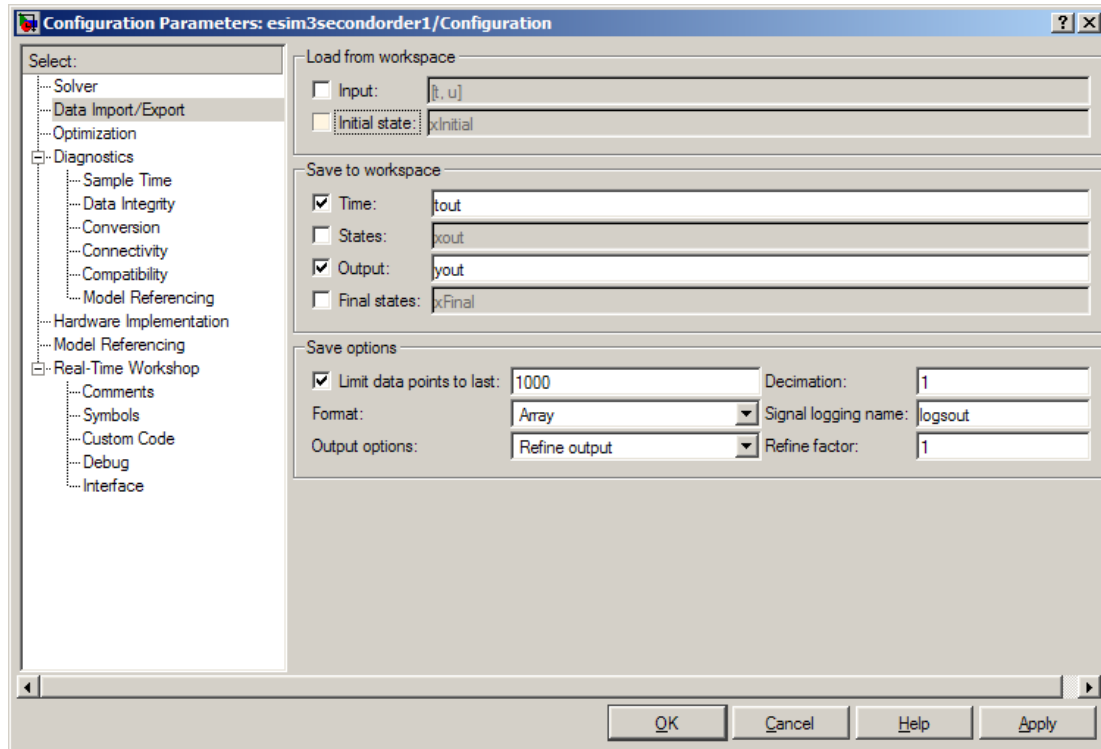 Configuration Parameters: esim3secondorder1/Configuration
Select:
Solver
Data Import/Export
Optimization
Diagnostics
Sample Time
Data Integrity
Conversion
Connectivity
Compatibility
Model Referencing
Hardware Implementation
Model Referencing
Real-Time Workshop
Comments
Symbols
Custom Code
Debug
Interface
Load from workspace
Input: [t, u]
Initial state: xInitial
Save to workspace
Time: tout
States: xout
Output: yout
Final states: xFinal
Save options
Limit data points to last: 1000 Decimation: 1
Format: Array Signal logging name: logsout
Output options: Refine output Refine factor: 1
OK Cancel Help Apply